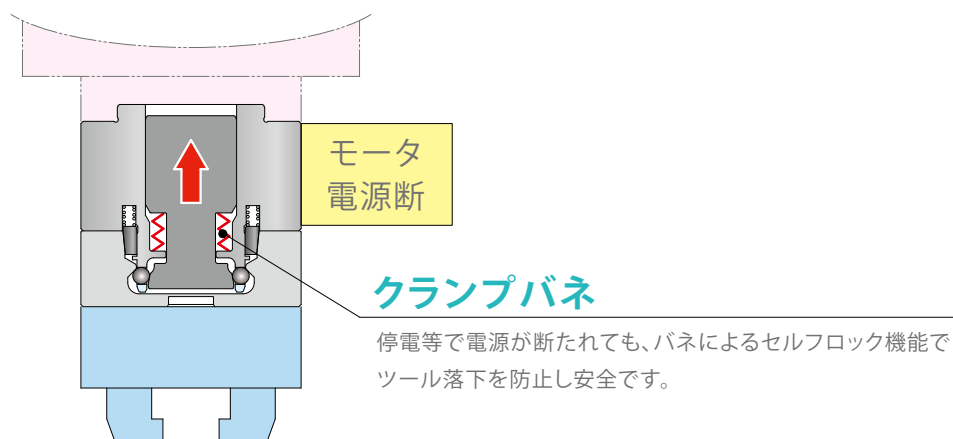 モータ
電源断
クランプバネ
停電等で電源が断たれても、バネによるセルフロック機能で
ツール落下を防止し安全です。